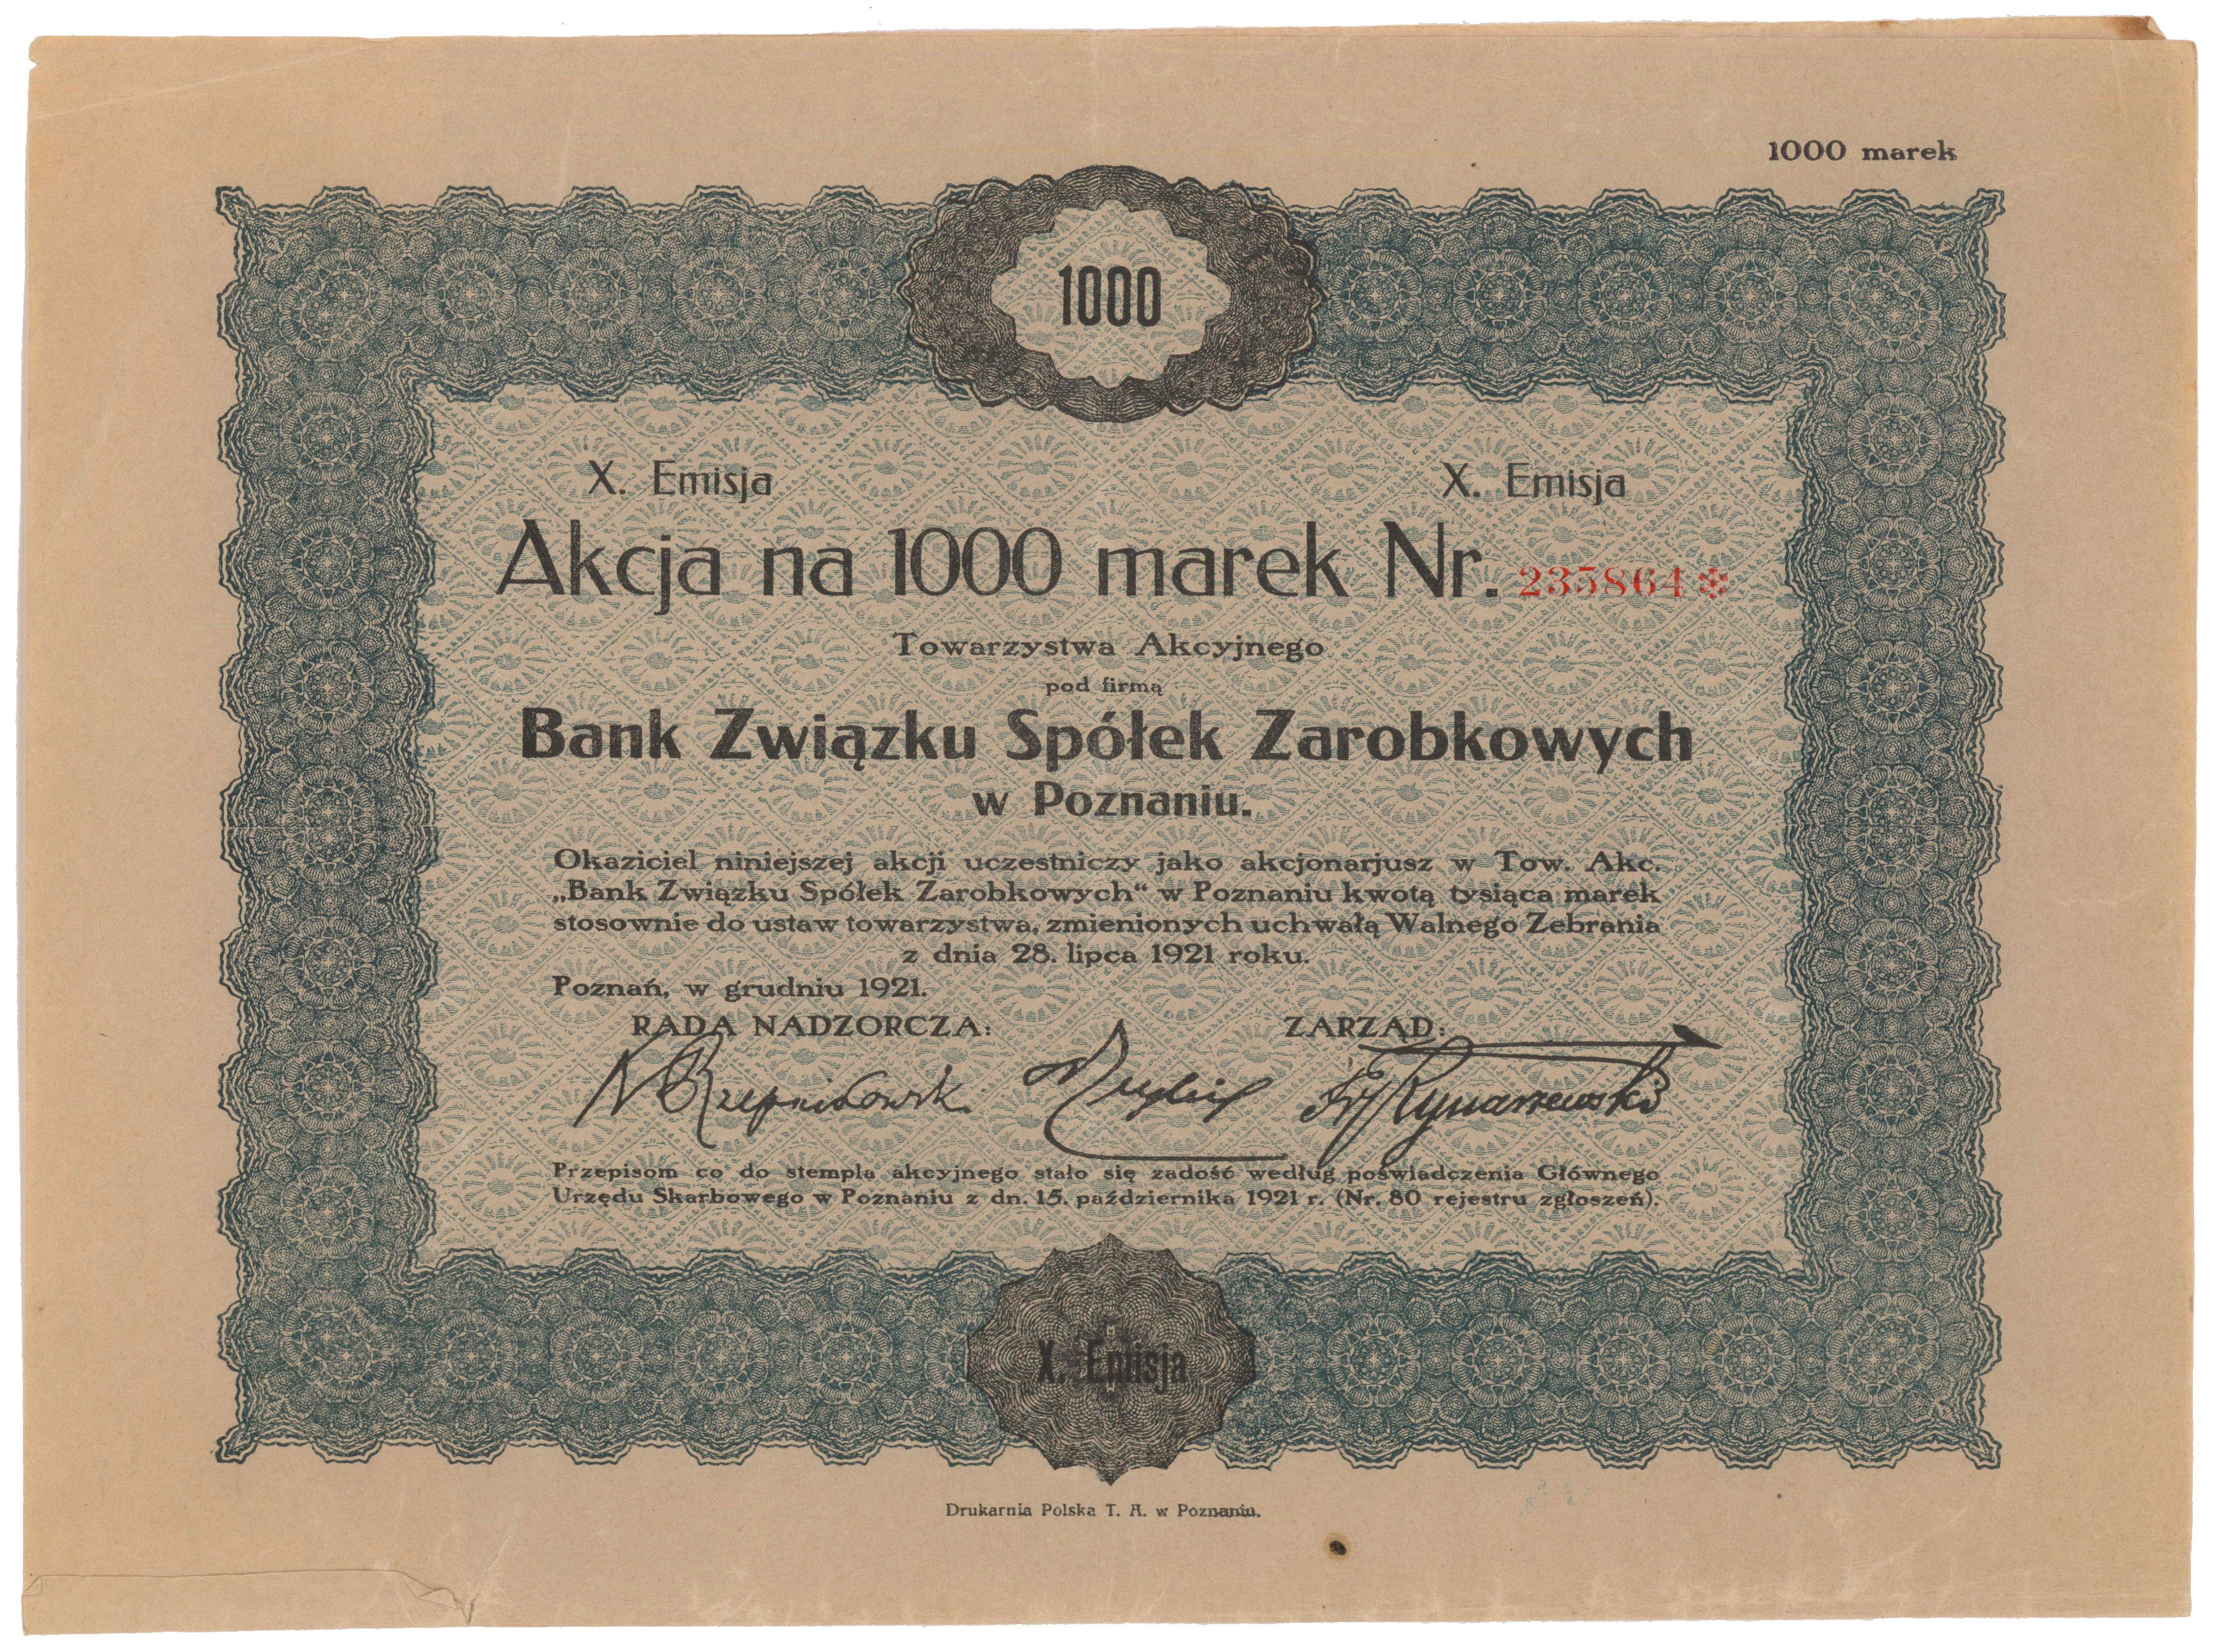 1000 marek
1000
X. Emisja X. Emisja
Akcja na 1000 marek Nr. 235864
Towarzystwa Akcyjnego
pod firmą
Bank Związku Spółek Zarobkowych
w Poznaniu.
Okaziciel niniejszej akcji uczestniczy jako akcjonarjusz w Tow. Akc.
„Bank Związku Spółek Zarobkowych“ w Poznaniu kwotą tysiąca marek
stosownie do ustaw towarzystwa, zmienionych uchwałą Walnego Zebrania
z dnia 28. lipca 1921 roku.
Poznań, w grudniu 1921.
RADA NADZORCZA: ZARZĄD:
Przepisom co do stempla akcyjnego stało się zadość według poświadczenia Głównego
Urzędu Skarbowego w Poznaniu z dn. 15. października 1921 r. (Nr. 80 rejestru zgłoszeń).
X. Emisja
Drukarnia Polska T. A. w Poznaniu.